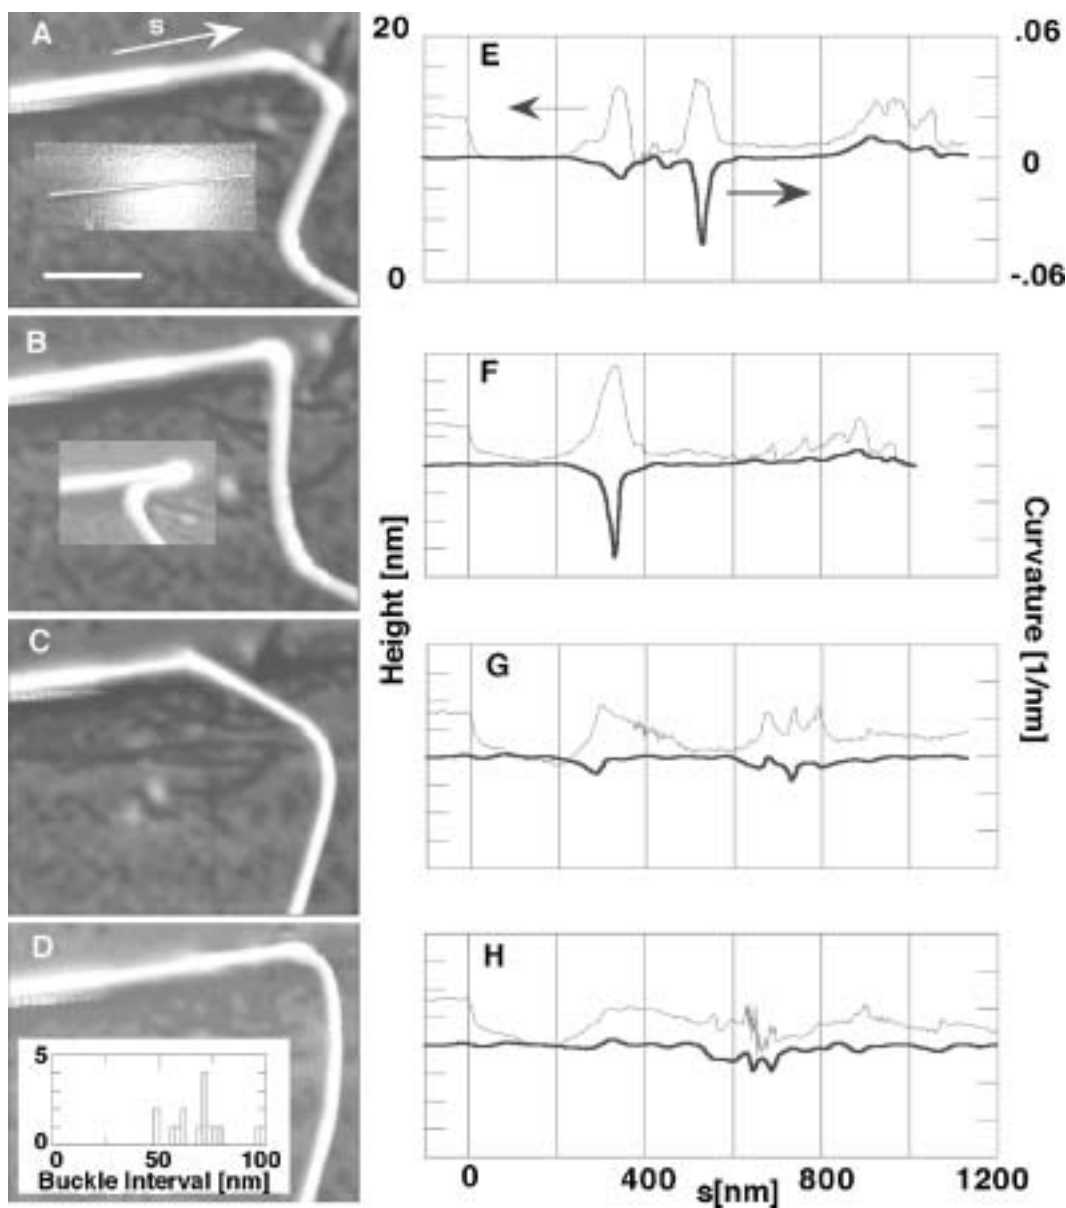 A
s
B
C
D
5
0
0 50 100
Buckle Interval [nm]
20
0
E
.06
0
-.06
F
Height [nm]
Curvature [1/nm]
G
H
0 400 800 1200
s[nm]